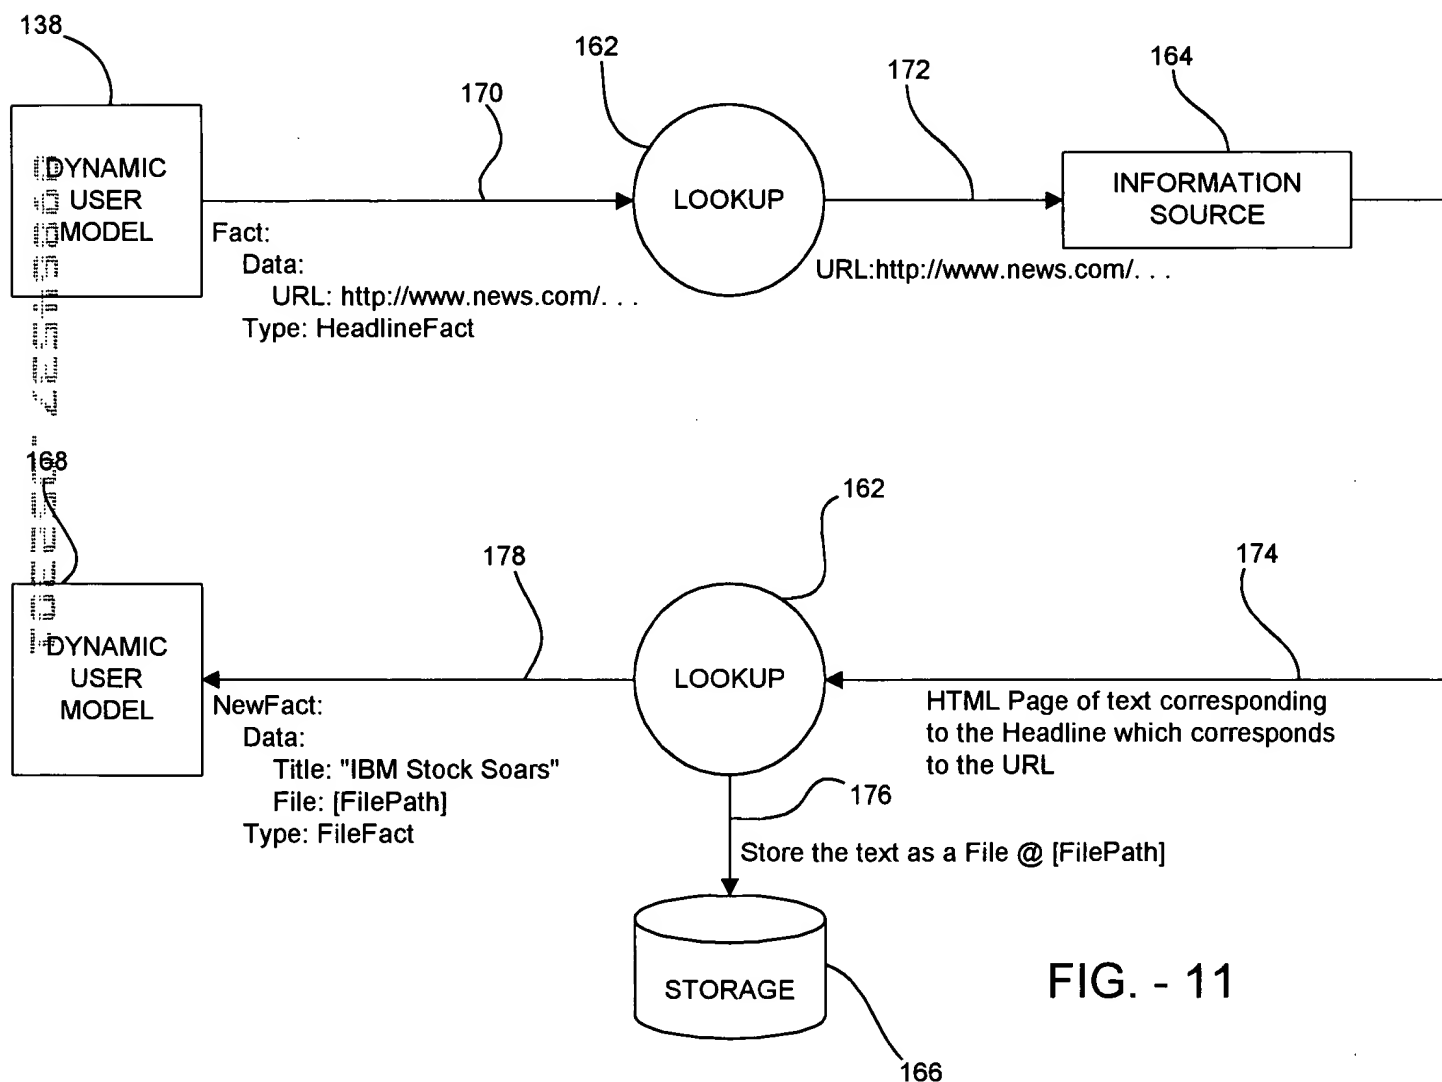 138
162
172
164
170
DYNAMIC
USER
MODEL
LOOKUP
INFORMATION
SOURCE
Fact:
Data:
URL: http://www.news.com/. . .
Type: HeadlineFact
URL:http://www.news.com/. . .
168
162
178
174
DYNAMIC
USER
MODEL
LOOKUP
NewFact:
Data:
Title: "IBM Stock Soars"
File: [FilePath]
Type: FileFact
HTML Page of text corresponding
to the Headline which corresponds
to the URL
176
Store the text as a File @ [FilePath]
STORAGE
166
FIG. - 11